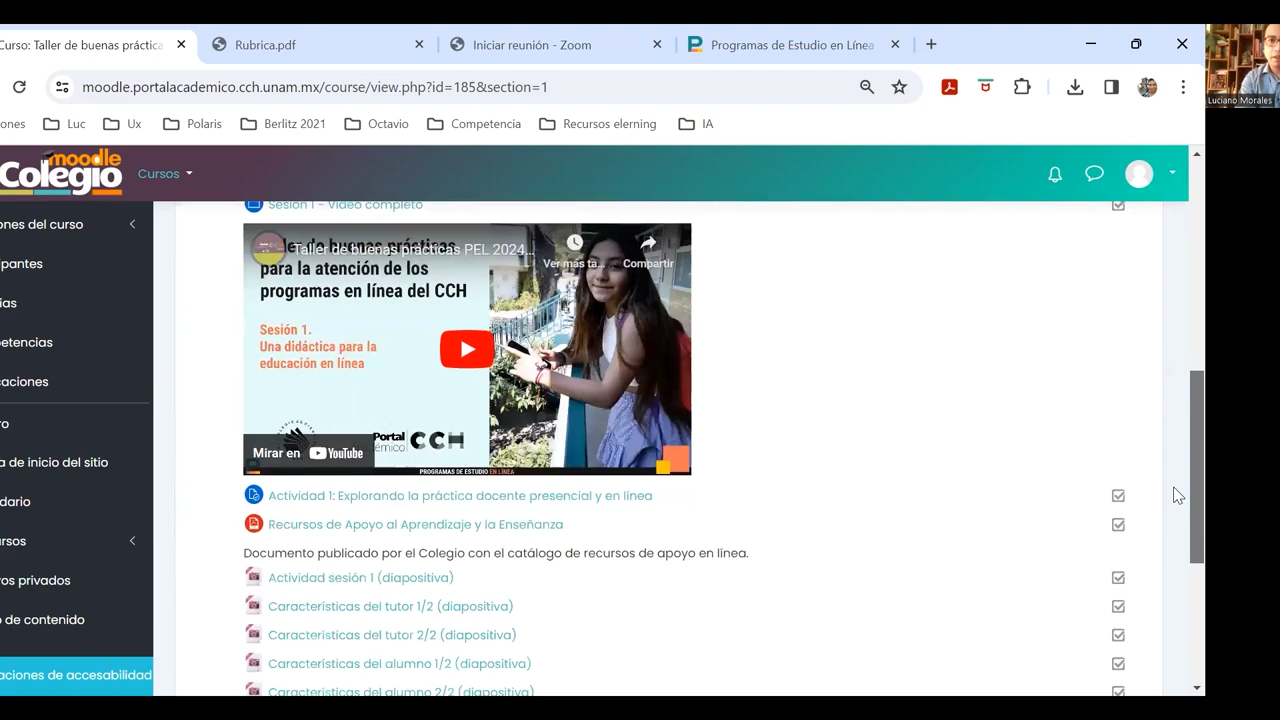 Curso: Taller de buenas práctica
Rubrica.pdf
Iniciar reunión - Zoom
Programas de Estudio en Línea
moodle.portalacademico.cch.unam.mx/course/view.php?id=185&section=1
Luciano Morales
ones
Luc
Ux
Polaris
Berlitz 2021
Octavio
Competencia
Recursos elerning
IA
moodle
Colegio
Cursos
ones del curso
ipantes
ias
etencias
caciones
ro
a de inicio del sitio
dario
rsos
os privados
o de contenido
aciones de accesabilidad
Sesión 1 - Video completo
Taller de buenas prácticas PEL 2024...
Ver más ta...
Compartir
para la atención de los
programas en línea del CCH
Sesión 1.
Una didáctica para la
educación en línea
Mirar en YouTube
Portal
CCH
PROGRAMAS DE ESTUDIO EN LÍNEA
Actividad 1: Explorando la práctica docente presencial y en línea
Recursos de Apoyo al Aprendizaje y la Enseñanza
Documento publicado por el Colegio con el catálogo de recursos de apoyo en línea.
Actividad sesión 1 (diapositiva)
Características del tutor 1/2 (diapositiva)
Características del tutor 2/2 (diapositiva)
Características del alumno 1/2 (diapositiva)
Características del alumno 2/2 (diapositiva)